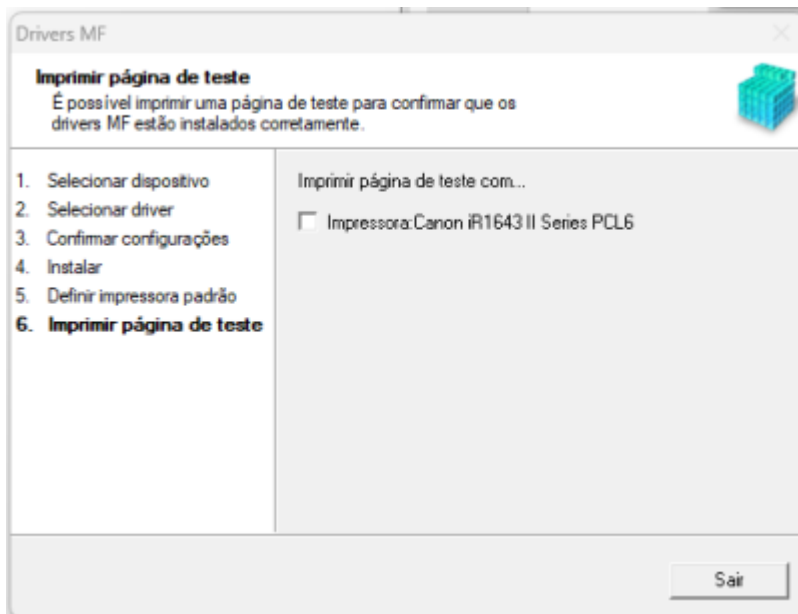 Drivers MF
Imprimir página de teste
É possível imprimir uma página de teste para confirmar que os
drivers MF estão instalados corretamente.
1. Selecionar dispositivo
2. Selecionar driver
3. Confirmar configurações
4. Instalar
5. Definir impressora padrão
6. Imprimir página de teste
Imprimir página de teste com...
Impressora:Canon iR1643 II Series PCL6
Sair